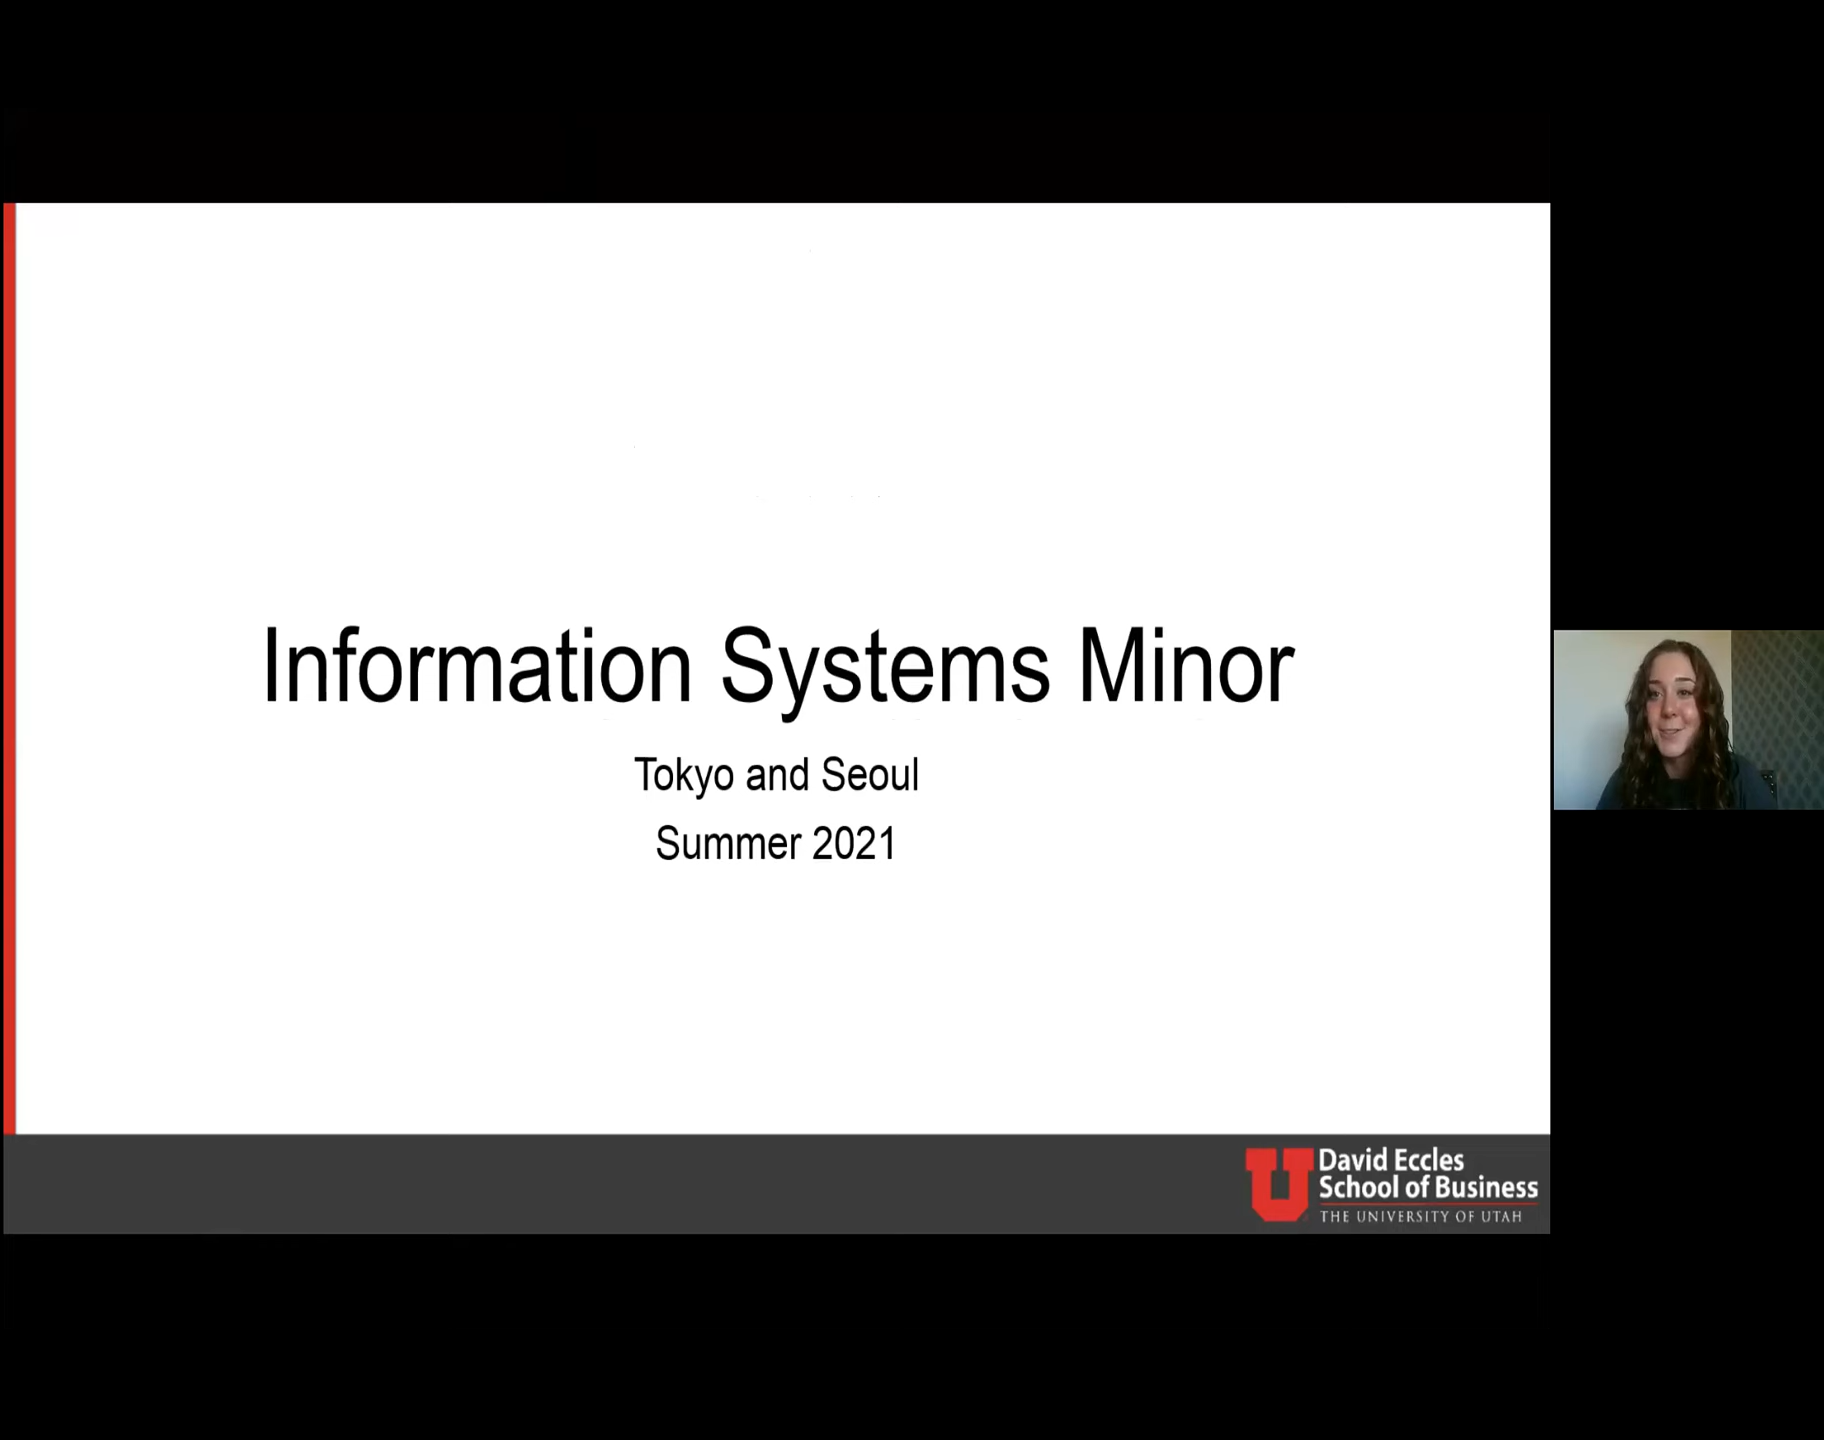 Information Systems Minor
Tokyo and Seoul
Summer 2021
David Eccles
School of Business
THE UNIVERSITY OF UTAH